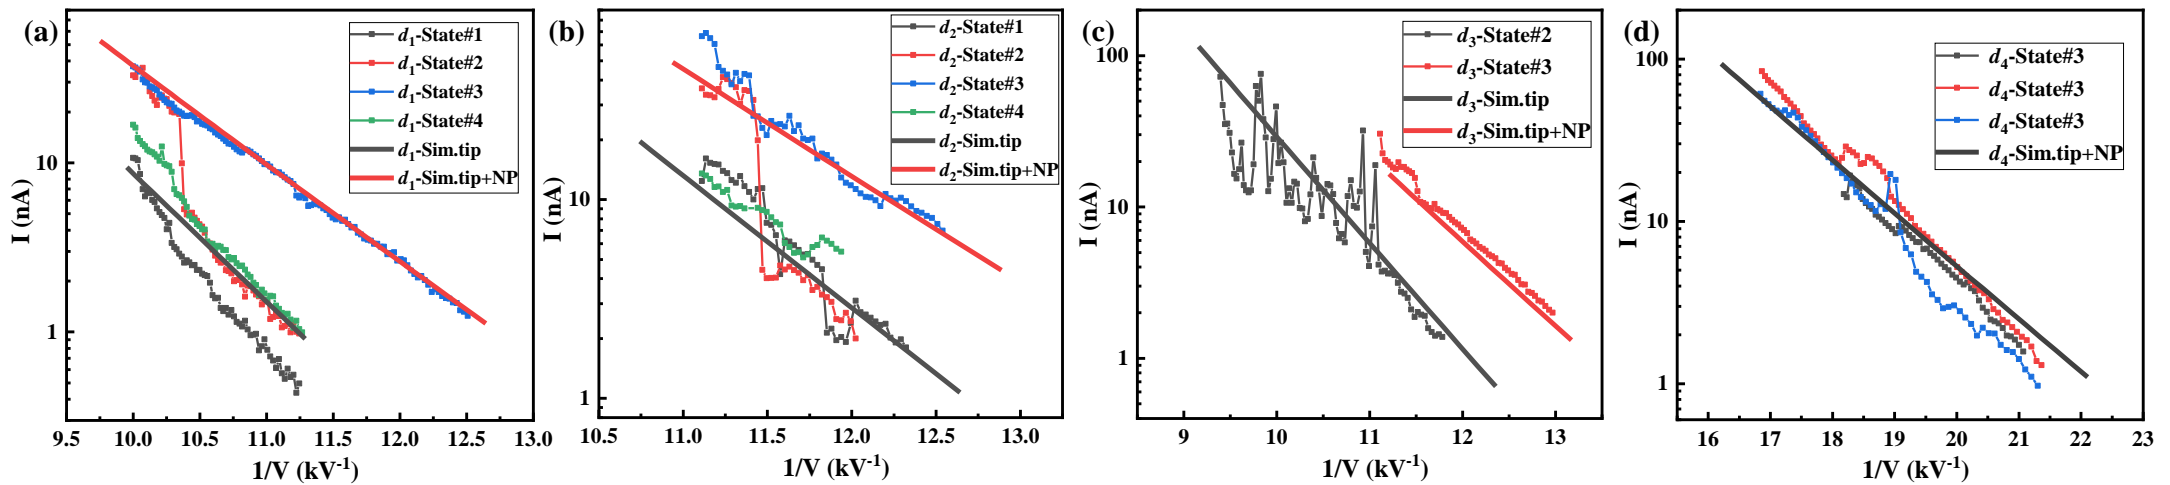 (a)
d1-State#1
d1-State#2
d1-State#3
d1-State#4
d1-Sim.tip
d1-Sim.tip+NP
I (nA)
10
1
9.5 10.0 10.5 11.0 11.5 12.0 12.5 13.0
1/V (kV-1)
(b)
d2-State#1
d2-State#2
d2-State#3
d2-State#4
d2-Sim.tip
d2-Sim.tip+NP
I (nA)
10
1
10.5 11.0 11.5 12.0 12.5 13.0
1/V (kV-1)
(c)
d3-State#2
d3-State#3
d3-Sim.tip
d3-Sim.tip+NP
I (nA)
100
10
1
9 10 11 12 13
1/V (kV-1)
(d)
d4-State#3
d4-State#3
d4-State#3
d4-Sim.tip+NP
I (nA)
100
10
1
16 17 18 19 20 21 22 23
1/V (kV-1)